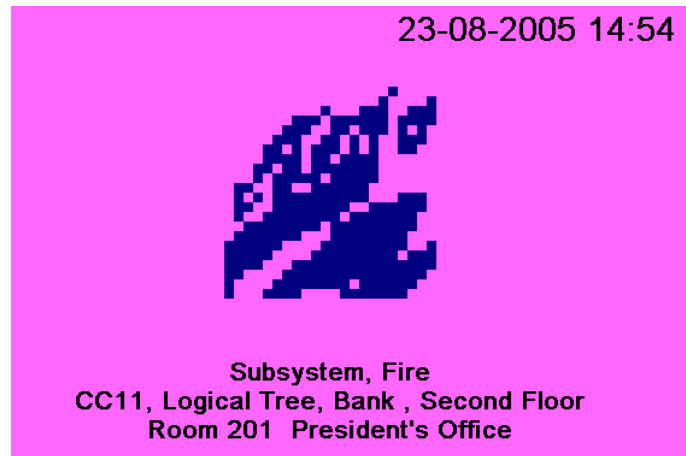 23-08-2005 14:54
Subsystem, Fire
CC11, Logical Tree, Bank , Second Floor
Room 201  President's Office